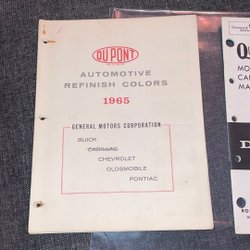 DU PONT
AUTOMOTIVE
REFINISH COLORS
1965
GENERAL MOTORS CORPORATION
BUICK
CADILLAC
CHEVROLET
OLDSMOBILE
PONTIAC